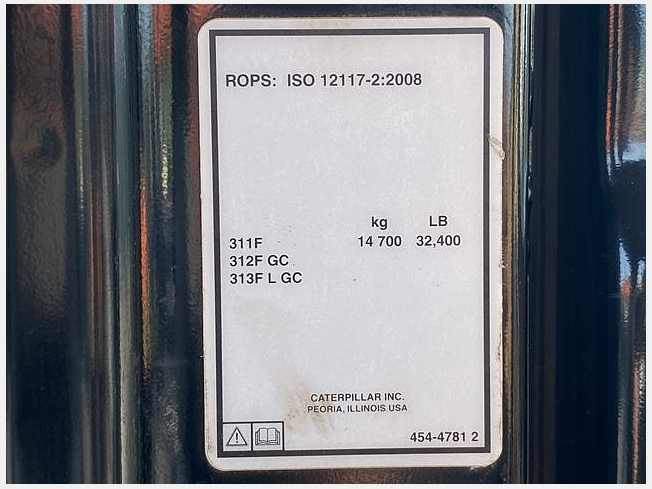 ROPS: ISO 12117-2:2008
kg LB
311F 14 700 32,400
312F GC
313F L GC
CATERPILLAR INC.
PEORIA, ILLINOIS USA
454-4781 2